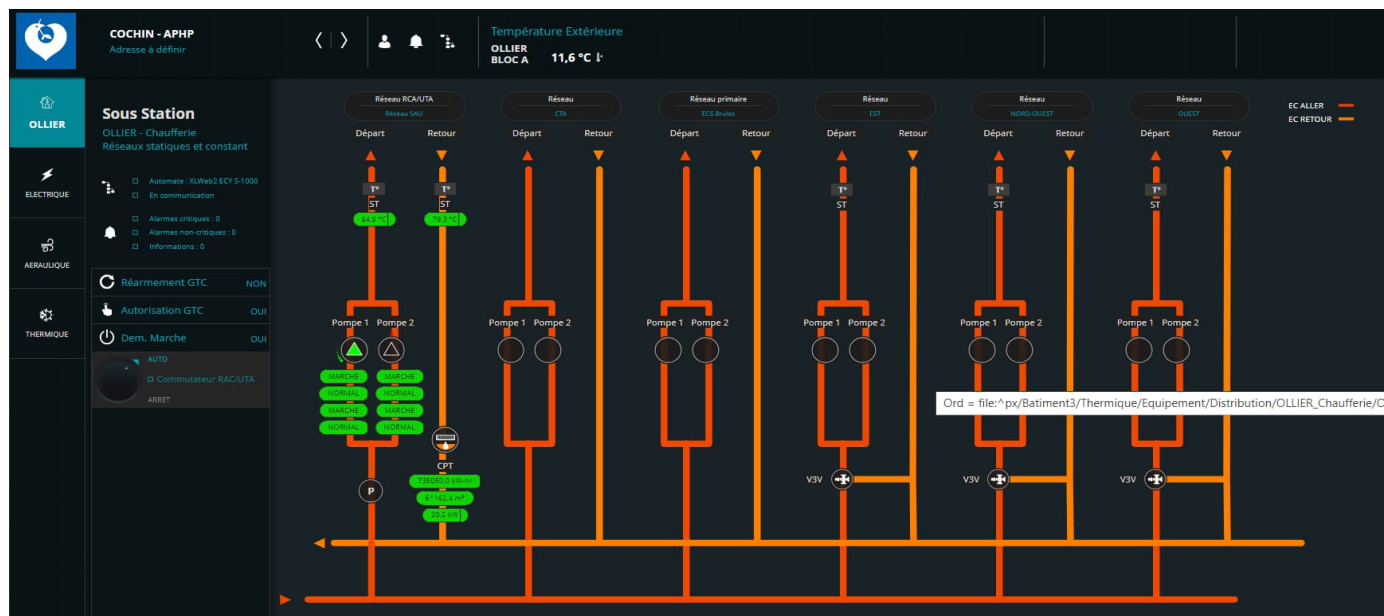 COCHIN - APHP
Adresse à définir
Température Extérieure
OLLIER
BLOC A 11,6 °C
OLLIER
ELECTRIQUE
AERAULIQUE
THERMIQUE
Sous Station
OLLIER - Chaufferie
Réseaux statiques et constant
Automate : XLWeb2 ECY S-1000
En communication
Alarmes critiques : 0
Alarmes non-critiques : 0
Informations : 0
Réarmement GTC NON
Autorisation GTC OUI
Dem. Marche OUI
AUTO
Commutateur RAC/UTA
ARRET
Réseau RCA/UTA
Réseau SAU
Départ Retour
T° T°
ST ST
84,5 °C 79,3 °C
Pompe 1 Pompe 2
MARCHE MARCHE
NORMAL NORMAL
MARCHE MARCHE
NORMAL NORMAL
CPT
736060,0 kW-hr
61162,4 m³
20,2 kW
P
Réseau
CTA
Départ Retour
Pompe 1 Pompe 2
Réseau primaire
ECS Brules
Départ Retour
Pompe 1 Pompe 2
Réseau
EST
Départ Retour
T°
ST
Pompe 1 Pompe 2
V3V
Réseau
NORD-OUEST
Départ Retour
T°
ST
Pompe 1 Pompe 2
Ord = file:^px/Batiment3/Thermique/Equipement/Distribution/OLLIER_Chaufferie/O
V3V
Réseau
OUEST
Départ Retour
T°
ST
Pompe 1 Pompe 2
V3V
EC ALLER
EC RETOUR